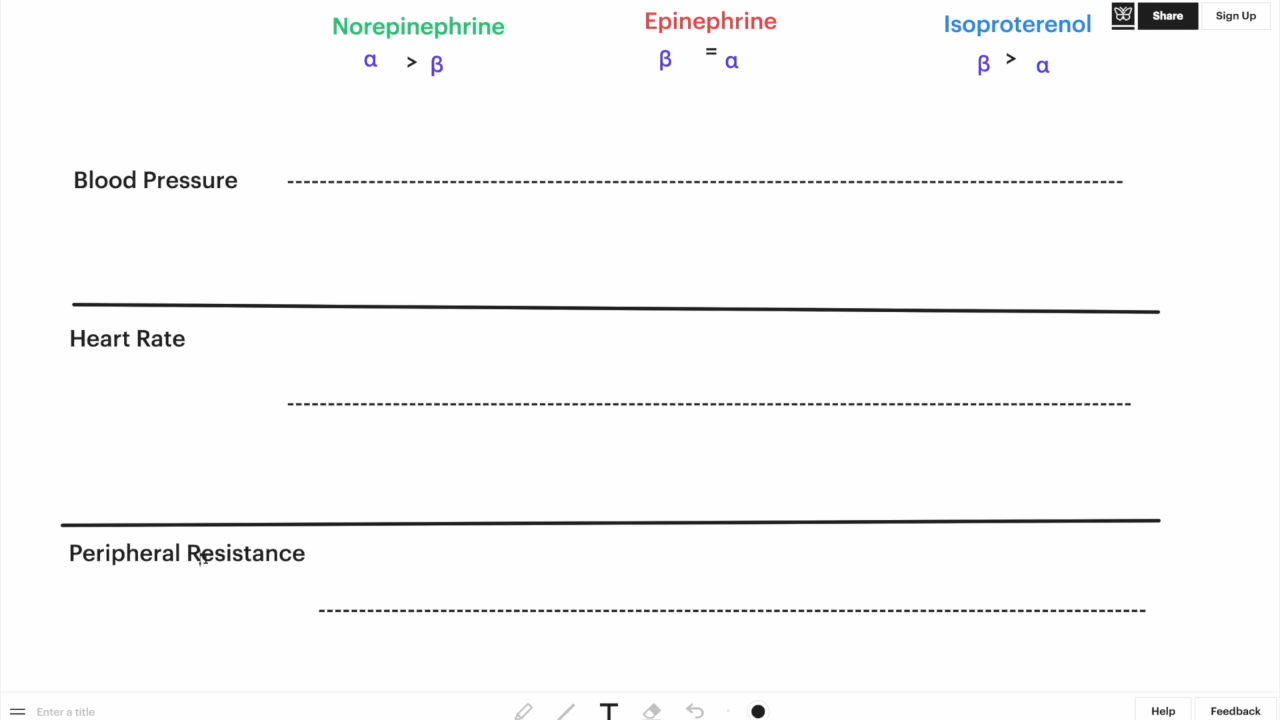 Norepinephrine Epinephrine Isoproterenol Share Sign Up
α > β β = α β > α
Blood Pressure
Heart Rate
Peripheral Resistance
Enter a title T Help Feedback